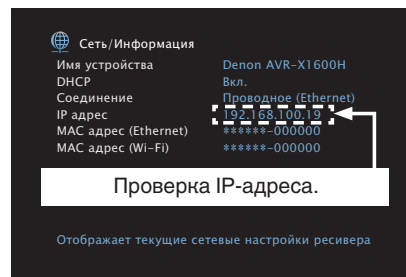 Сеть/Информация
Имя устройства Denon AVR-X1600H
DHCP Вкл.
Соединение Проводное (Ethernet)
IP адрес 192.168.100.19
MAC адрес (Ethernet) ******-000000
MAC адрес (Wi-Fi) ******-000000
Проверка IP-адреса.
Отображает текущие сетевые настройки ресивера